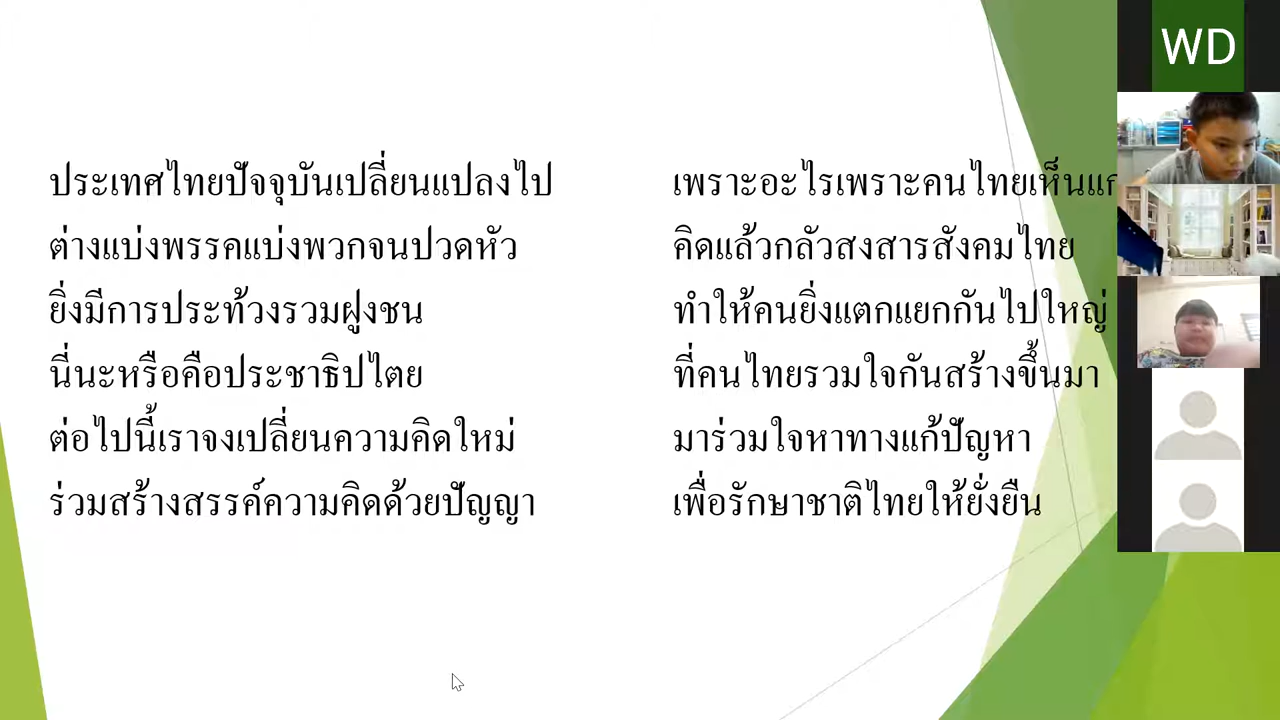 ประเทศไทยปัจจุบันเปลี่ยนแปลงไป เพราะอะไรเพราะคนไทยเห็นแก
ต่างแบ่งพรรคแบ่งพวกจนปวดหัว คิดแล้วกลัวสงสารสังคมไทย
ยิ่งมีการประท้วงรวมฝูงชน ทำให้คนยิ่งแตกแยกกันไปใหญ่
นี่นะหรือคือประชาธิปไตย ที่คนไทยรวมใจกันสร้างขึ้นมา
ต่อไปนี้เราจงเปลี่ยนความคิดใหม่ มาร่วมใจหาทางแก้ปัญหา
ร่วมสร้างสรรค์ความคิดด้วยปัญญา เพื่อรักษาชาติไทยให้ยั่งยืน
WD